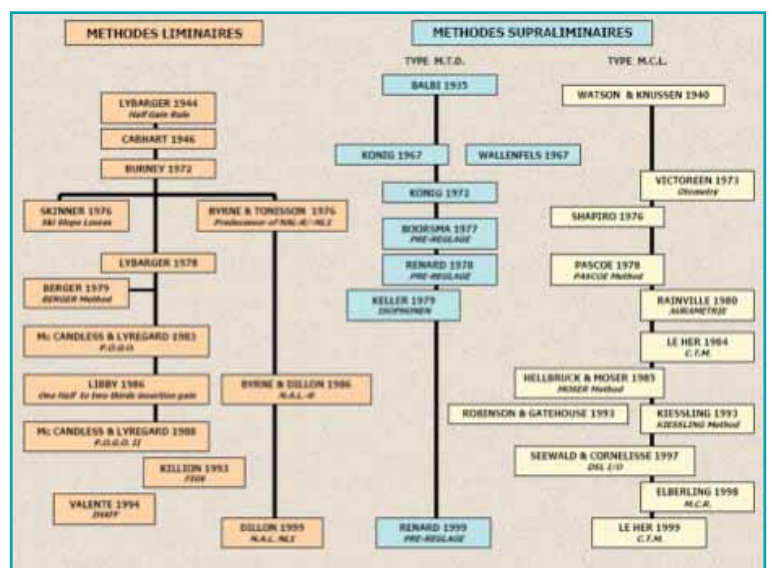 METHODES LIMINAIRES
LYBARGER 1944
Half Gain Rule
CARHART 1946
BURNEY 1972
SKINNER 1976
Ski Slope Losses
BYRNE & TONISSON 1976
Predecessor of NAL-R/-NL1
LYBARGER 1978
BERGER 1979
BERGER Method
Mc CANDLESS & LYREGARD 1983
P.O.G.O.
LIBBY 1986
One Half to two thirds insertion gain
BYRNE & DILLON 1986
N.A.L.-R
Mc CANDLESS & LYREGARD 1988
P.O.G.O. II
KILLION 1993
FIG6
VALENTE 1994
IHAFF
DILLON 1999
N.A.L. NL1
METHODES SUPRALIMINAIRES
TYPE M.T.D.
BALBI 1935
KONIG 1967
WALLENFELS 1967
KONIG 1972
BOORSMA 1977
PRE-REGLAGE
RENARD 1978
PRE-REGLAGE
KELLER 1979
ISOPHONEN
RENARD 1999
PRE-REGLAGE
TYPE M.C.L.
WATSON & KNUSSEN 1940
VICTOREEN 1973
Otometry
SHAPIRO 1976
PASCOE 1978
PASCOE Method
RAINVILLE 1980
AURAMETRIE
LE HER 1984
C.T.M.
HELLBRUCK & MOSER 1985
MOSER Method
ROBINSON & GATEHOUSE 1993
KIESSLING 1993
KIESSLING Method
SEEWALD & CORNELISSE 1997
DSL I/O
ELBERLING 1998
M.C.R.
LE HER 1999
C.T.M.